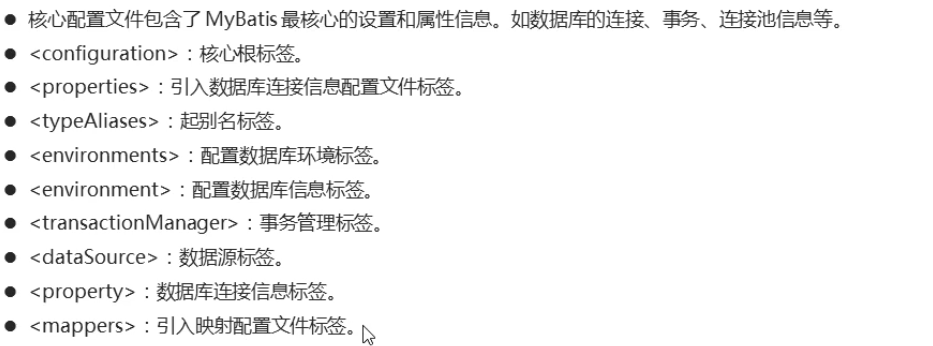 ● 核心配置文件包含了 MyBatis 最核心的设置和属性信息。如数据库的连接、事务、连接池信息等。
● <configuration>：核心根标签。
● <properties>：引入数据库连接信息配置文件标签。
● <typeAliases>：起别名标签。
● <environments>：配置数据库环境标签。
● <environment>：配置数据库信息标签。
● <transactionManager>：事务管理标签。
● <dataSource>：数据源标签。
● <property>：数据库连接信息标签。
● <mappers>：引入映射配置文件标签。